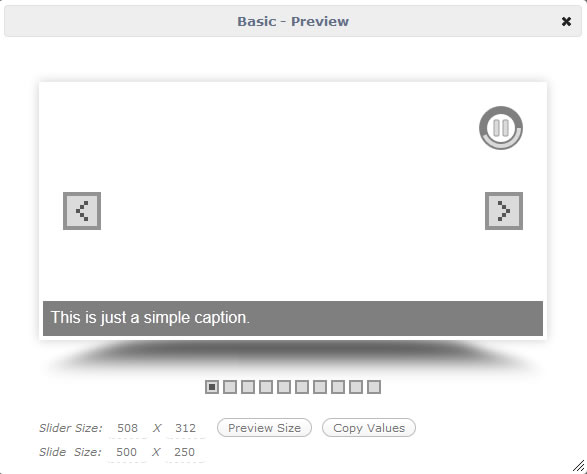 Basic - Preview
This is just a simple caption.
Slider Size: 508 X 312 Preview Size Copy Values
Slide Size: 500 X 250